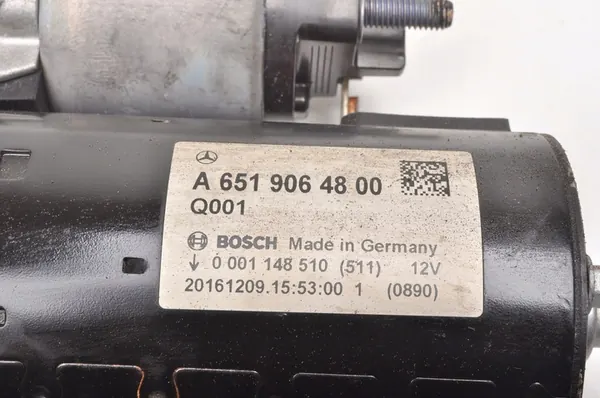 A 651 906 48 00
Q001
BOSCH Made in Germany
↓ 0 001 148 510 (511) 12V
20161209.15:53:00 1 (0890)